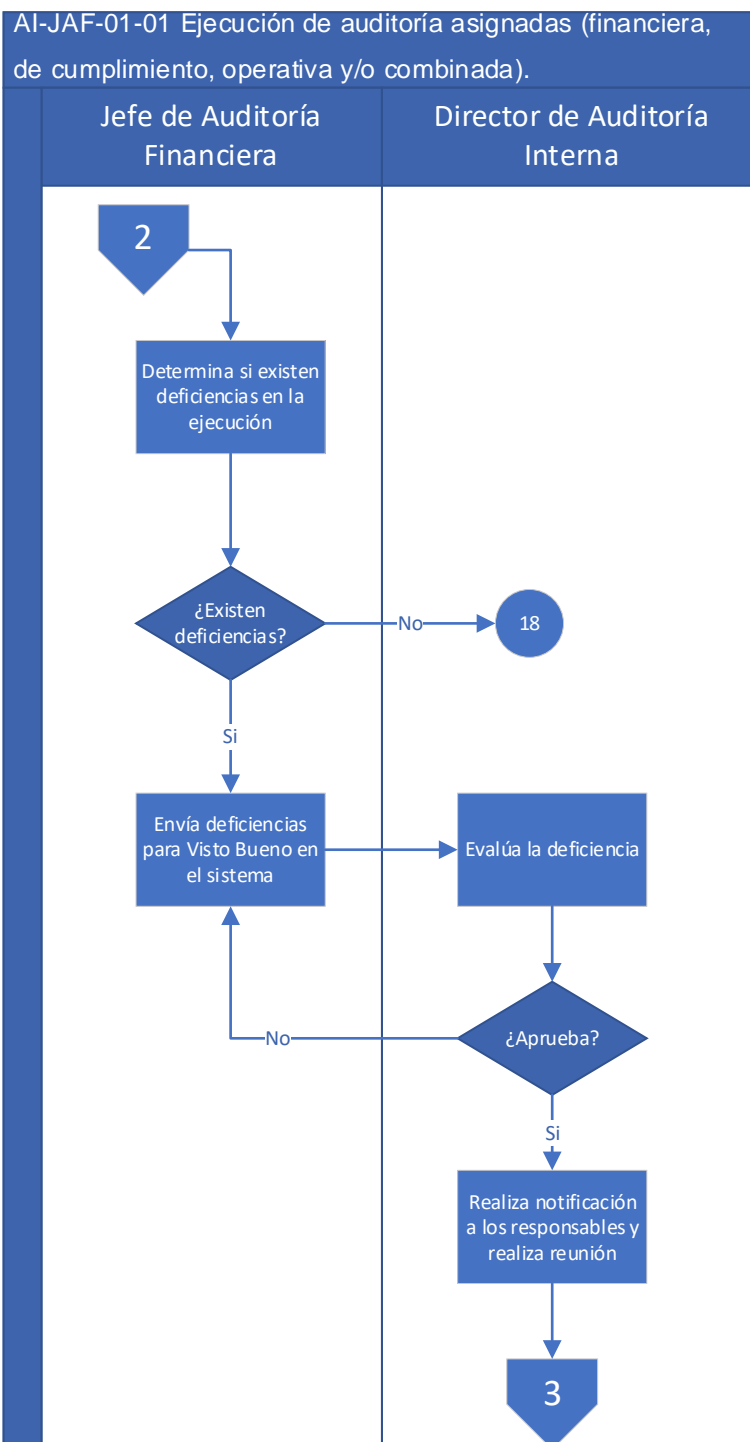 AI-JAF-01-01 Ejecución de auditoría asignadas (financiera,
de cumplimiento, operativa y/o combinada).
Jefe de Auditoría
Financiera
Director de Auditoría
Interna
2
Determina si existen
deficiencias en la
ejecución
¿Existen
deficiencias?
No
18
Si
Envía deficiencias
para Visto Bueno en
el sistema
Evalúa la deficiencia
¿Aprueba?
No
Si
Realiza notificación
a los responsables y
realiza reunión
3